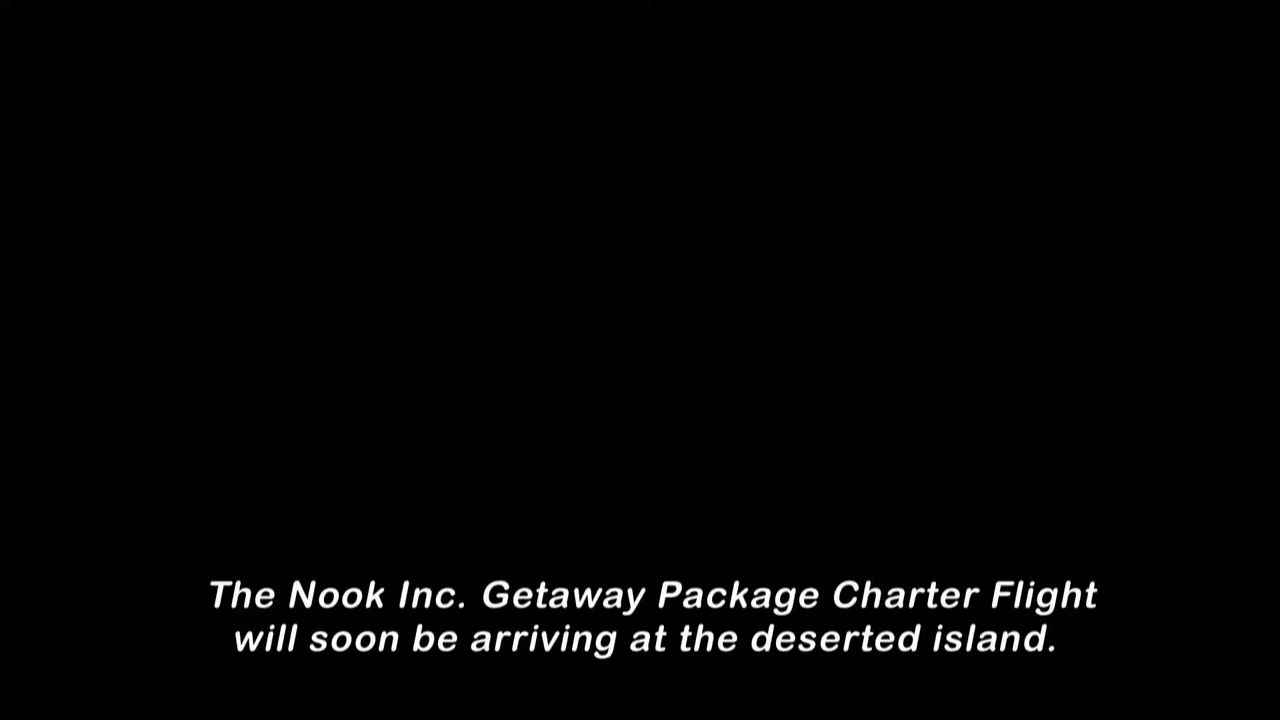 The Nook Inc. Getaway Package Charter Flight
will soon be arriving at the deserted island.